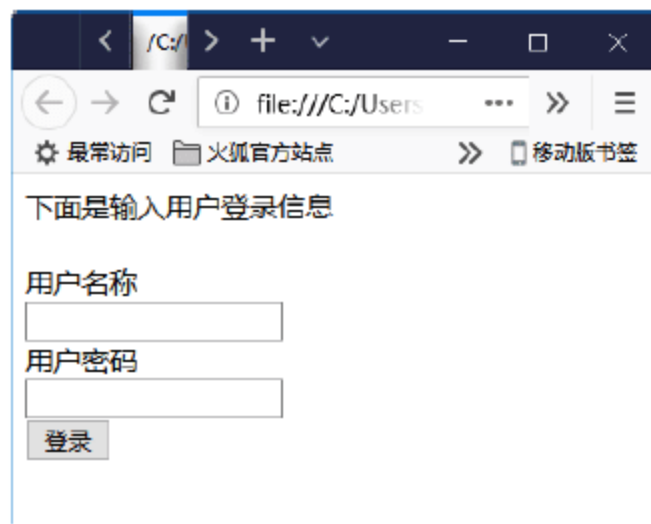 /C:/
file:///C:/Users
最常访问 火狐官方站点 移动版书签
下面是输入用户登录信息
用户名称
用户密码
登录